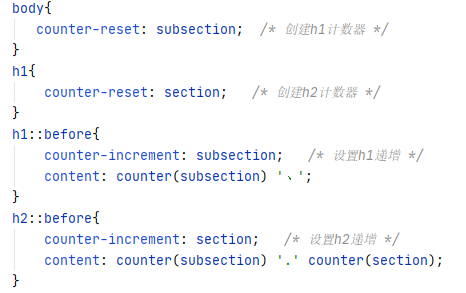 body{
counter-reset: subsection;  /* 创建h1计数器 */
}
h1{
counter-reset: section;   /* 创建h2计数器 */
}
h1::before{
counter-increment: subsection;   /* 设置h1递增 */
content: counter(subsection) '、';
}
h2::before{
counter-increment: section;   /* 设置h2递增 */
content: counter(subsection) '.' counter(section);
}